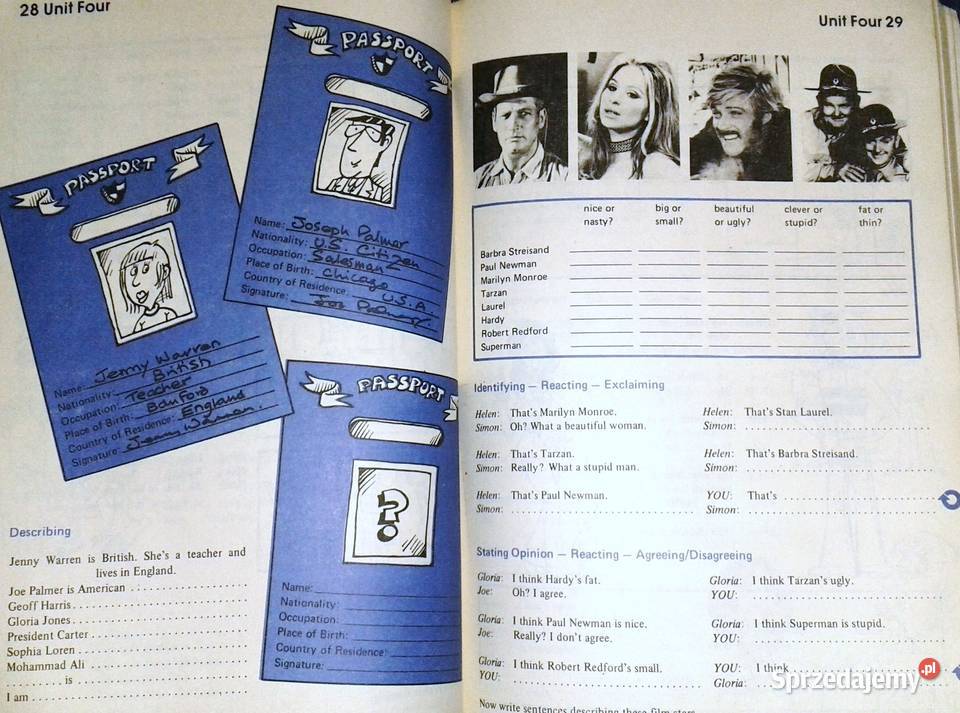 28 Unit Four
PASSPORT
Name: Joseph Palmer
Nationality: U.S. Citizen
Occupation: Salesman
Place of Birth: Chicago
Country of Residence: U.S.A.
Signature: Joe Palmer.
PASSPORT
Name: Jenny Warren
Nationality: British
Occupation: Teacher
Place of Birth: Banford
Country of Residence: England
Signature: Jenny Warren.
PASSPORT
?
Name:
Nationality:
Occupation:
Place of Birth:
Country of Residence:
Signature:
Describing
Jenny Warren is British. She's a teacher and
lives in England.
Joe Palmer is American
Geoff Harris
Gloria Jones
President Carter
Sophia Loren
Mohammad Ali
is
I am
Unit Four 29
nice or nasty? big or small? beautiful or ugly? clever or stupid? fat or thin?
Barbra Streisand
Paul Newman
Marilyn Monroe
Tarzan
Laurel
Hardy
Robert Redford
Superman
Identifying — Reacting — Exclaiming
Helen: That's Marilyn Monroe.
Simon: Oh? What a beautiful woman.
Helen: That's Tarzan.
Simon: Really? What a stupid man.
Helen: That's Paul Newman.
Simon:
Helen: That's Stan Laurel.
Simon:
Helen: That's Barbra Streisand.
Simon:
YOU: That's
Simon:
Stating Opinion — Reacting — Agreeing/Disagreeing
Gloria: I think Hardy's fat.
Joe: Oh? I agree.
Gloria: I think Paul Newman is nice.
Joe: Really? I don't agree.
Gloria: I think Robert Redford's small.
YOU:
Gloria: I think Tarzan's ugly.
YOU:
Gloria: I think Superman is stupid.
YOU:
YOU: I think
Gloria:
Now write sentences describing these film stars
Sprzedajemy.pl